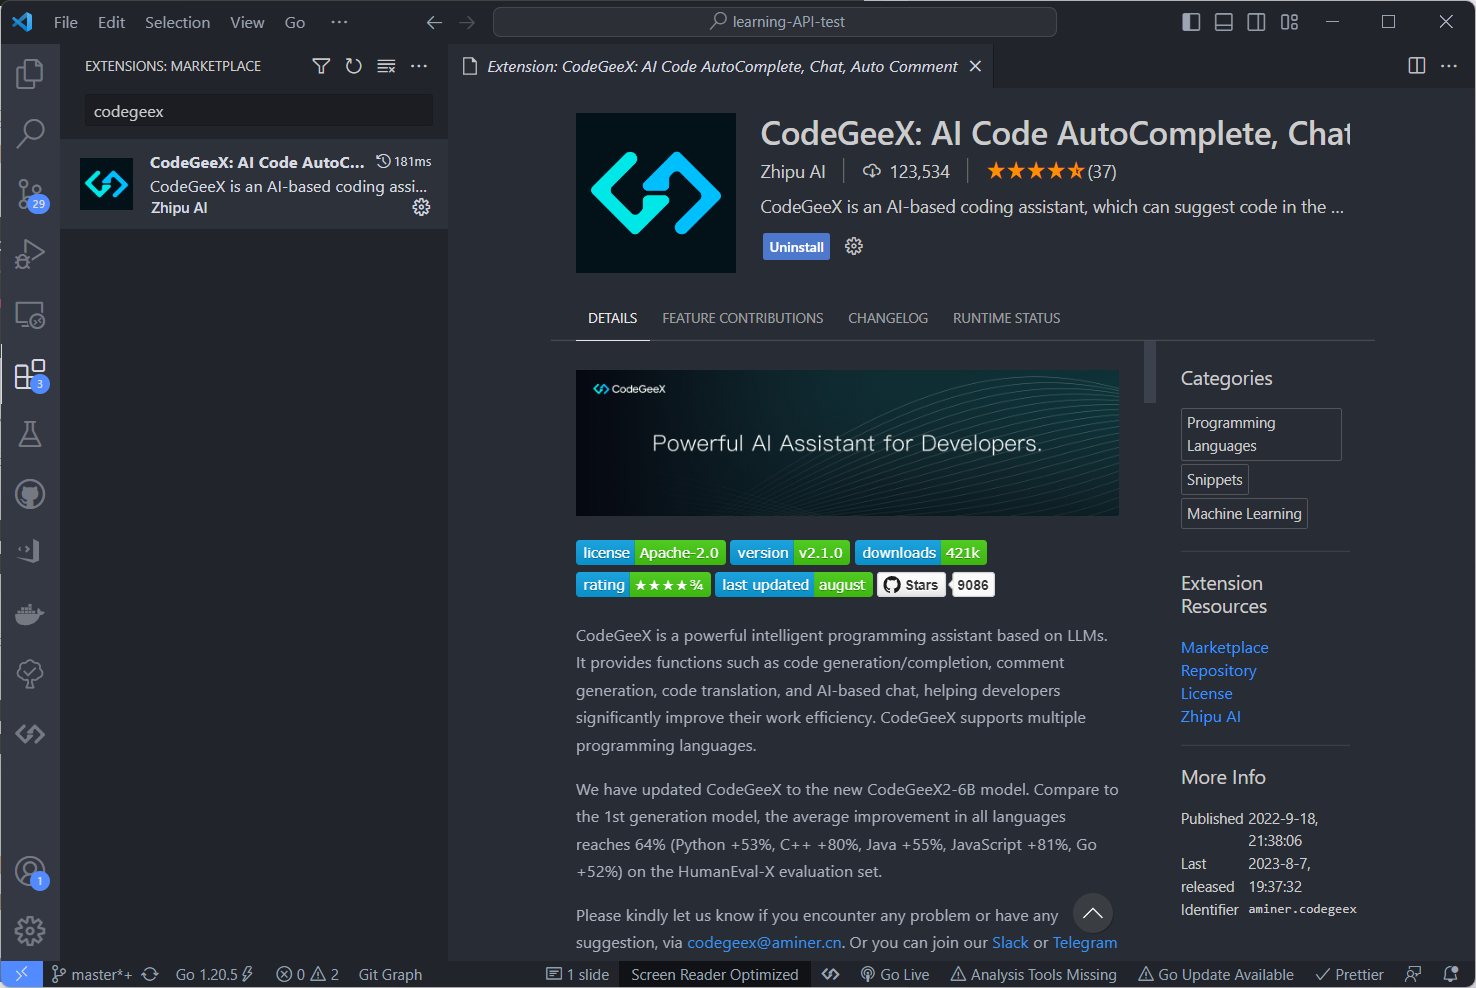 File Edit Selection View Go ···
learning-API-test
EXTENSIONS: MARKETPLACE
codegeex
CodeGeeX: AI Code AutoC... 181ms
CodeGeeX is an AI-based coding assi...
Zhipu AI
29
3
1
Extension: CodeGeeX: AI Code AutoComplete, Chat, Auto Comment
CodeGeeX: AI Code AutoComplete, Chat
Zhipu AI 123,534 ★★★★ (37)
CodeGeeX is an AI-based coding assistant, which can suggest code in the ...
Uninstall
DETAILS FEATURE CONTRIBUTIONS CHANGELOG RUNTIME STATUS
CodeGeeX
Powerful AI Assistant for Developers.
license Apache-2.0 version v2.1.0 downloads 421k
rating ★★★★¾ last updated august Stars 9086
CodeGeeX is a powerful intelligent programming assistant based on LLMs.
It provides functions such as code generation/completion, comment
generation, code translation, and AI-based chat, helping developers
significantly improve their work efficiency. CodeGeeX supports multiple
programming languages.
We have updated CodeGeeX to the new CodeGeeX2-6B model. Compare to
the 1st generation model, the average improvement in all languages
reaches 64% (Python +53%, C++ +80%, Java +55%, JavaScript +81%, Go
+52%) on the HumanEval-X evaluation set.
Please kindly let us know if you encounter any problem or have any
suggestion, via codegeex@aminer.cn. Or you can join our Slack or Telegram
Categories
Programming
Languages
Snippets
Machine Learning
Extension
Resources
Marketplace
Repository
License
Zhipu AI
More Info
Published 2022-9-18,
21:38:06
Last 2023-8-7,
released 19:37:32
Identifier aminer.codegeex
master*+ Go 1.20.5 0 2 Git Graph 1 slide Screen Reader Optimized Go Live Analysis Tools Missing Go Update Available Prettier